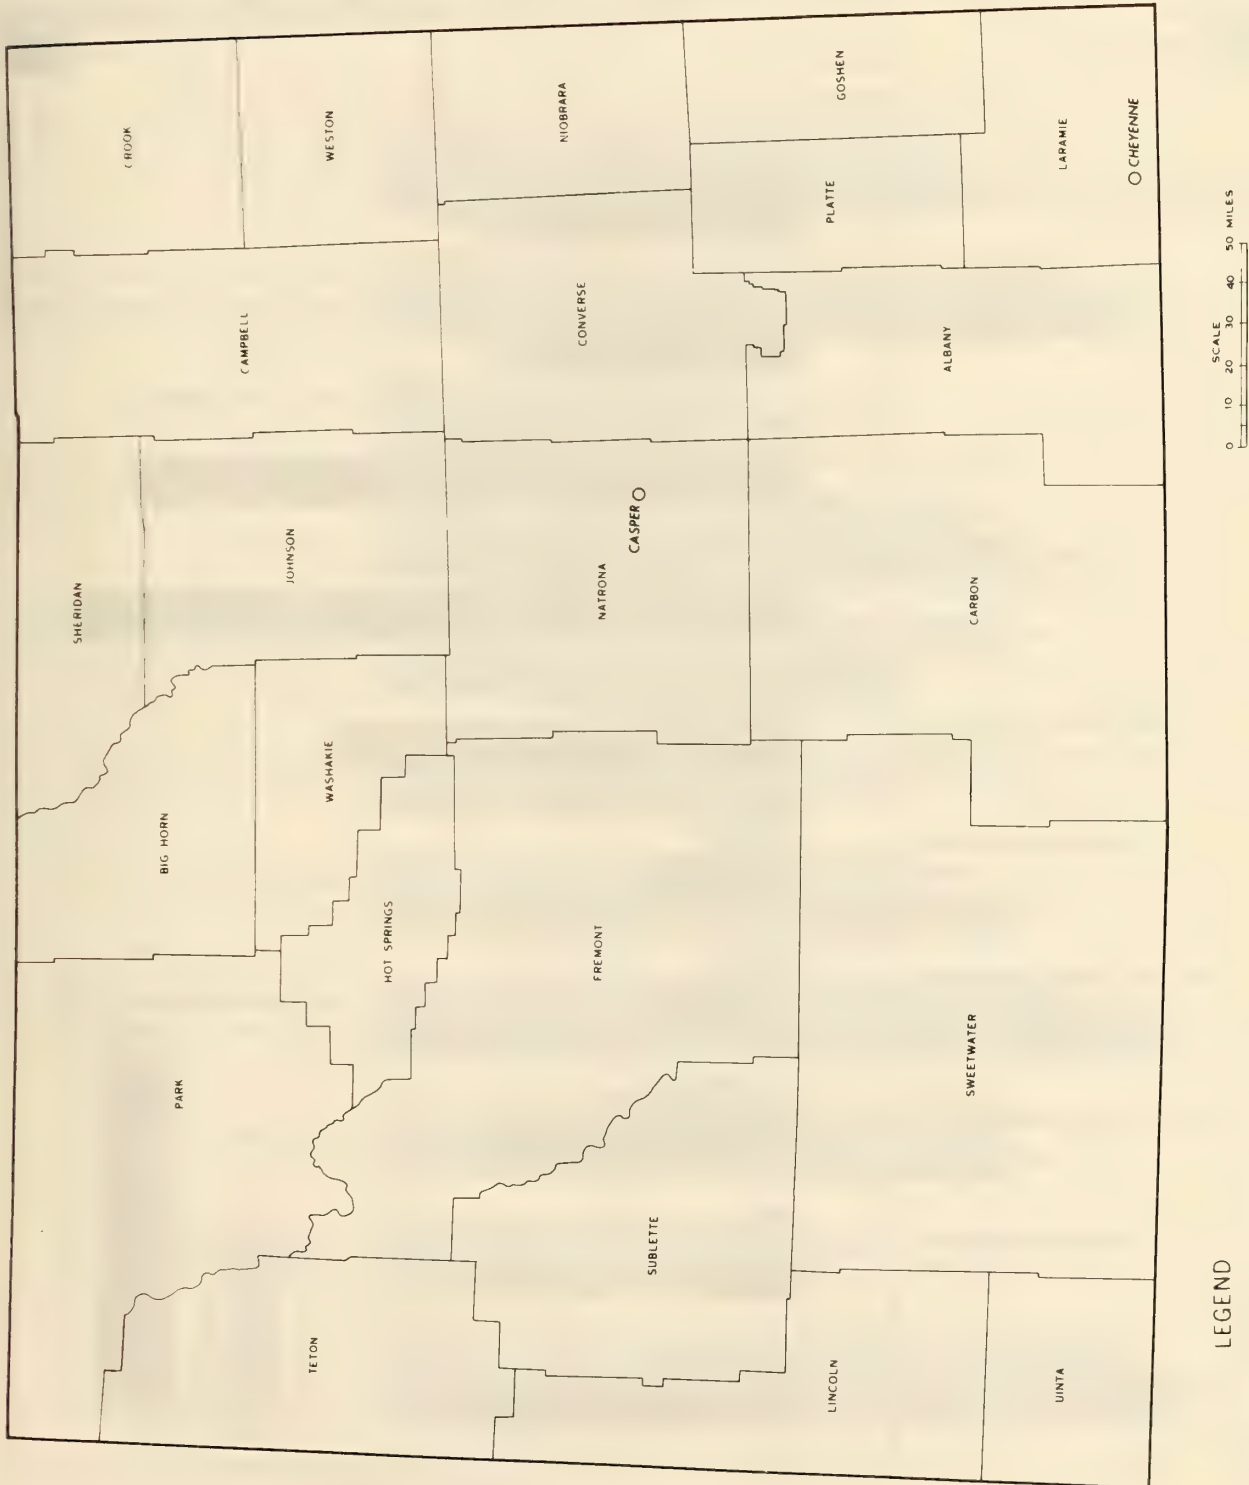 PARK
BIG HORN
SHERIDAN
CAMPBELL
CROOK
TETON
HOT SPRINGS
WASHAKIE
JOHNSON
WESTON
SUBLETTE
FREMONT
NATRONA
CASPER
CONVERSE
NIOBRARA
LINCOLN
PLATTE
GOSHEN
UINTA
SWEETWATER
CARBON
ALBANY
LARAMIE
CHEYENNE
LEGEND
SCALE
0 10 20 30 40 50 MILES